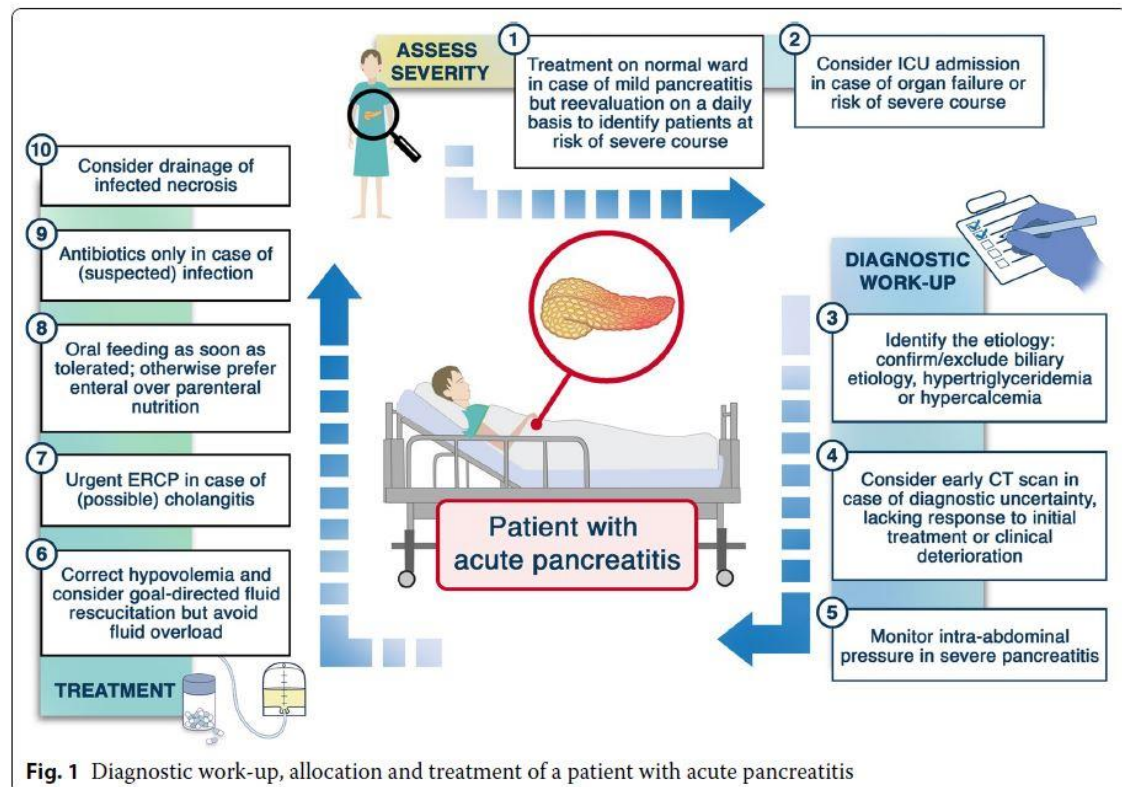 ASSESS
SEVERITY
1
Treatment on normal ward
in case of mild pancreatitis
but reevaluation on a daily
basis to identify patients at
risk of severe course
2
Consider ICU admission
in case of organ failure or
risk of severe course
DIAGNOSTIC
WORK-UP
3
Identify the etiology:
confirm/exclude biliary
etiology, hypertriglyceridemia
or hypercalcemia
4
Consider early CT scan in
case of diagnostic uncertainty,
lacking response to initial
treatment or clinical
deterioration
5
Monitor intra-abdominal
pressure in severe pancreatitis
10
Consider drainage of
infected necrosis
9
Antibiotics only in case of
(suspected) infection
8
Oral feeding as soon as
tolerated; otherwise prefer
enteral over parenteral
nutrition
7
Urgent ERCP in case of
(possible) cholangitis
6
Correct hypovolemia and
consider goal-directed fluid
rescucitation but avoid
fluid overload
TREATMENT
Patient with
acute pancreatitis
Fig. 1 Diagnostic work-up, allocation and treatment of a patient with acute pancreatitis